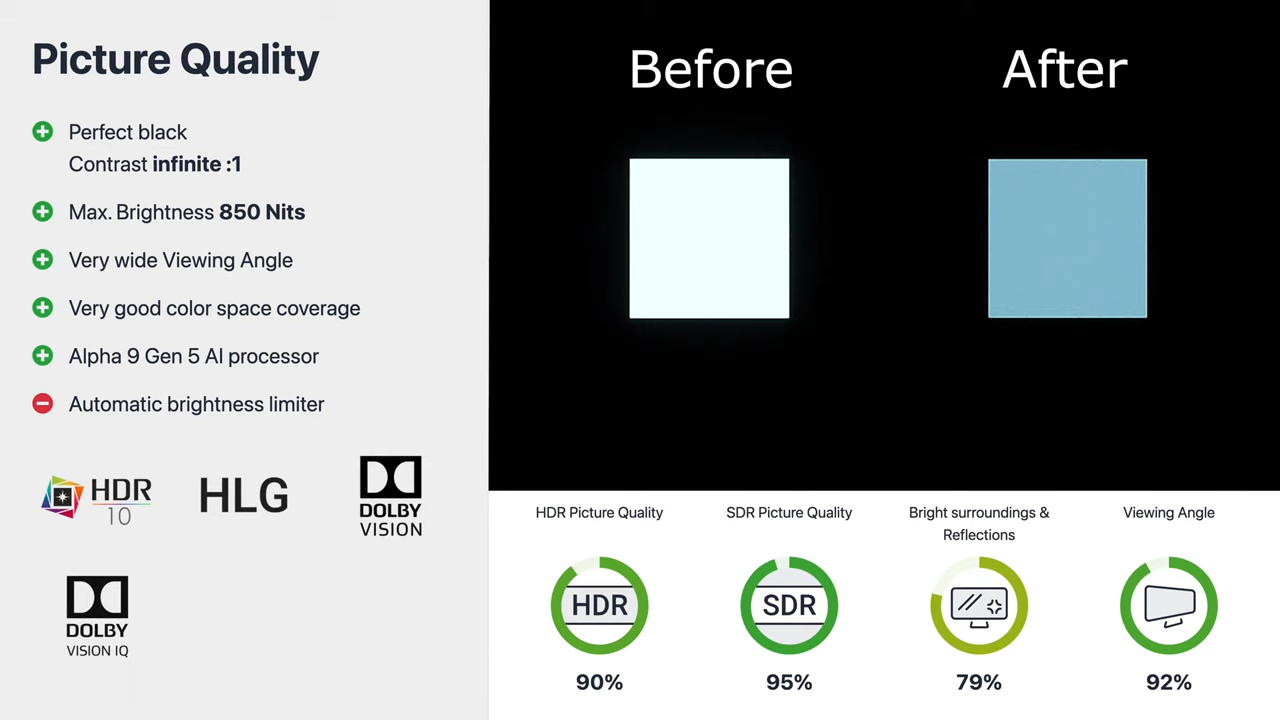 Picture Quality
Perfect black
Contrast infinite :1
Max. Brightness 850 Nits
Very wide Viewing Angle
Very good color space coverage
Alpha 9 Gen 5 AI processor
Automatic brightness limiter
HDR
10
HLG
DOLBY
VISION
DOLBY
VISION IQ
Before
After
HDR Picture Quality
SDR Picture Quality
Bright surroundings &
Reflections
Viewing Angle
HDR
SDR
90%
95%
79%
92%